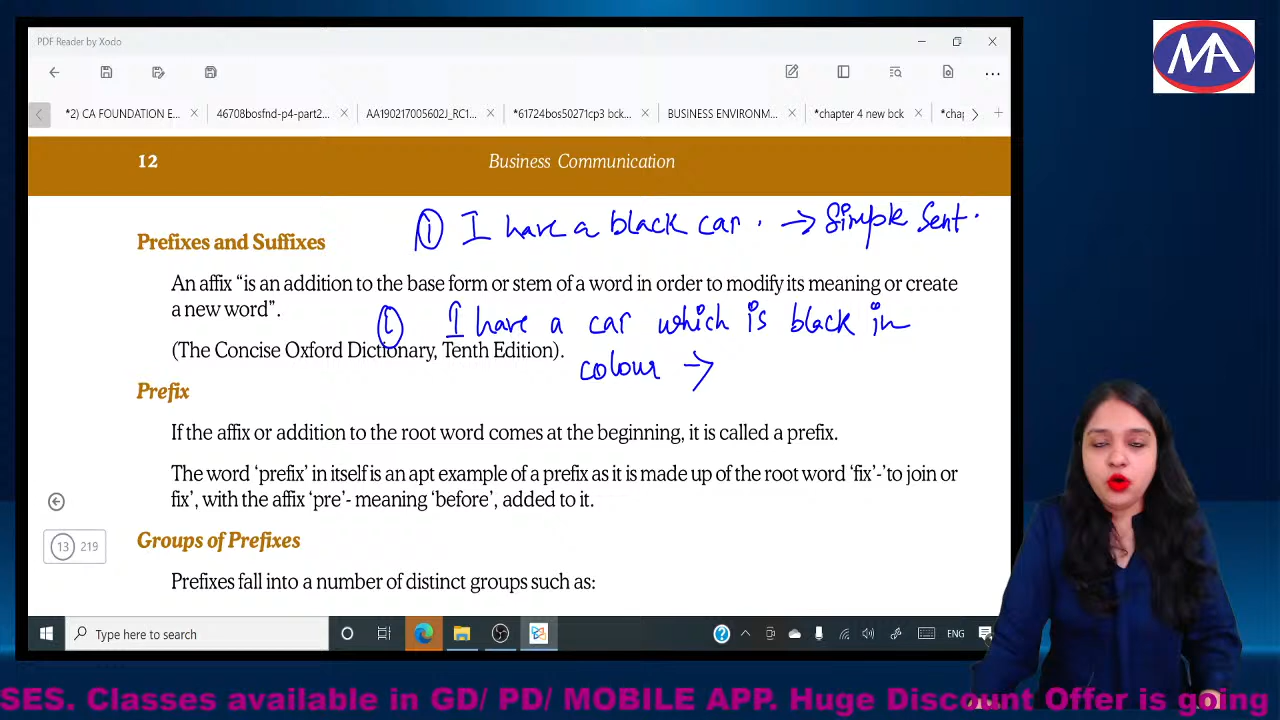 PDF Reader by Xodo
MA
*2) CA FOUNDATION E... 46708bosfnd-p4-part2... AA190217005602J_RC1... *61724bos50271cp3 bck... BUSINESS ENVIRONM... *chapter 4 new bck *chap
12 Business Communication
① I have a black car. → Simple Sent.
Prefixes and Suffixes
An affix “is an addition to the base form or stem of a word in order to modify its meaning or create
a new word”.
I have a car which is black in
(The Concise Oxford Dictionary, Tenth Edition).
colour →
Prefix
If the affix or addition to the root word comes at the beginning, it is called a prefix.
The word ‘prefix’ in itself is an apt example of a prefix as it is made up of the root word ‘fix’-’to join or
fix’, with the affix ‘pre’- meaning ‘before’, added to it.
13 219
Groups of Prefixes
Prefixes fall into a number of distinct groups such as:
Type here to search
ENG
SES. Classes available in GD/ PD/ MOBILE APP. Huge Discount Offer is going